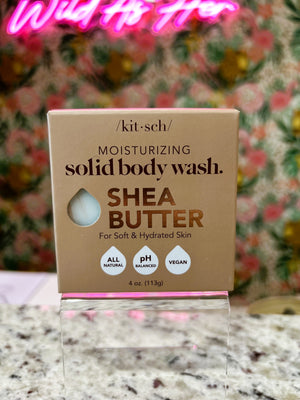 Wild As Her
/kit•sch/
MOISTURIZING
solid body wash.
SHEA
BUTTER
For Soft & Hydrated Skin
ALL
NATURAL
pH
BALANCED
VEGAN
4 oz. (113g)